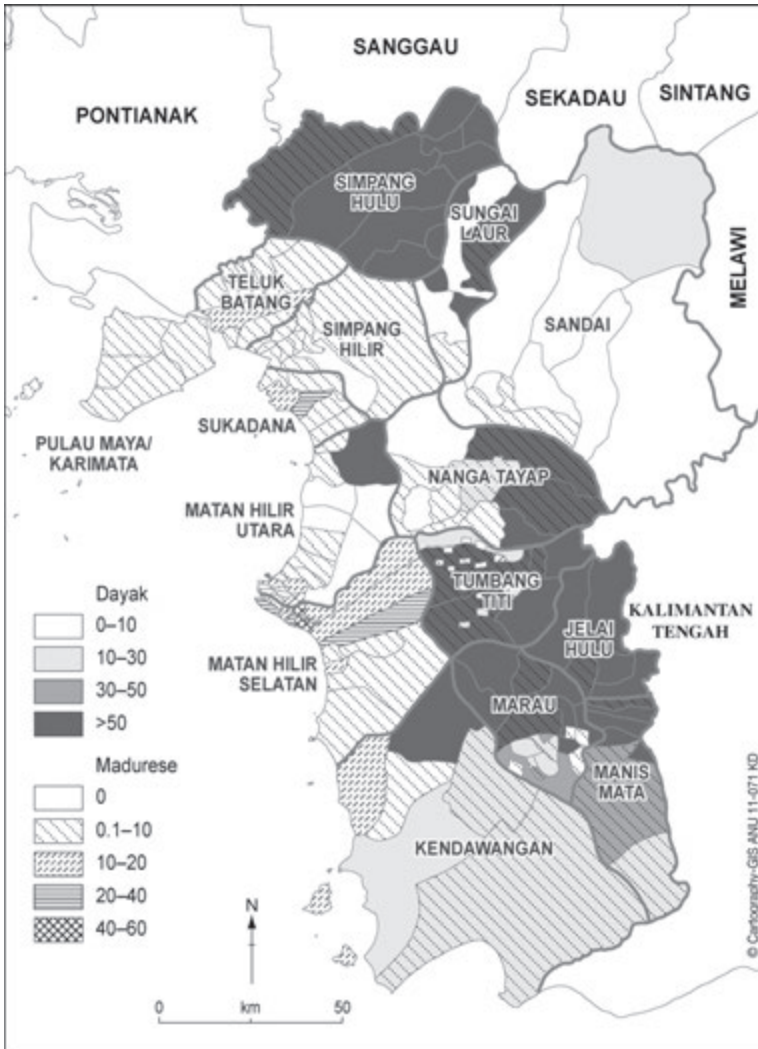 SANGGAU
SEKADAU
SINTANG
PONTIANAK
SIMPANG
HULU
SUNGAI
LAUR
MELAWI
TELUK
BATANG
SIMPANG
HILIR
SANDAI
SUKADANA
PULAU MAYA/
KARIMATA
NANGA TAYAP
MATAN HILIR
UTARA
TUMBANG
TITI
JELAI
HULU
KALIMANTAN
TENGAH
MATAN HILIR
SELATAN
MARAU
MANIS
MATA
KENDAWANGAN
Dayak
0–10
10–30
30–50
>50
Madurese
0
0.1–10
10–20
20–40
40–60
N
0 km 50
© Cartography-GIS ANU 11-071 KD